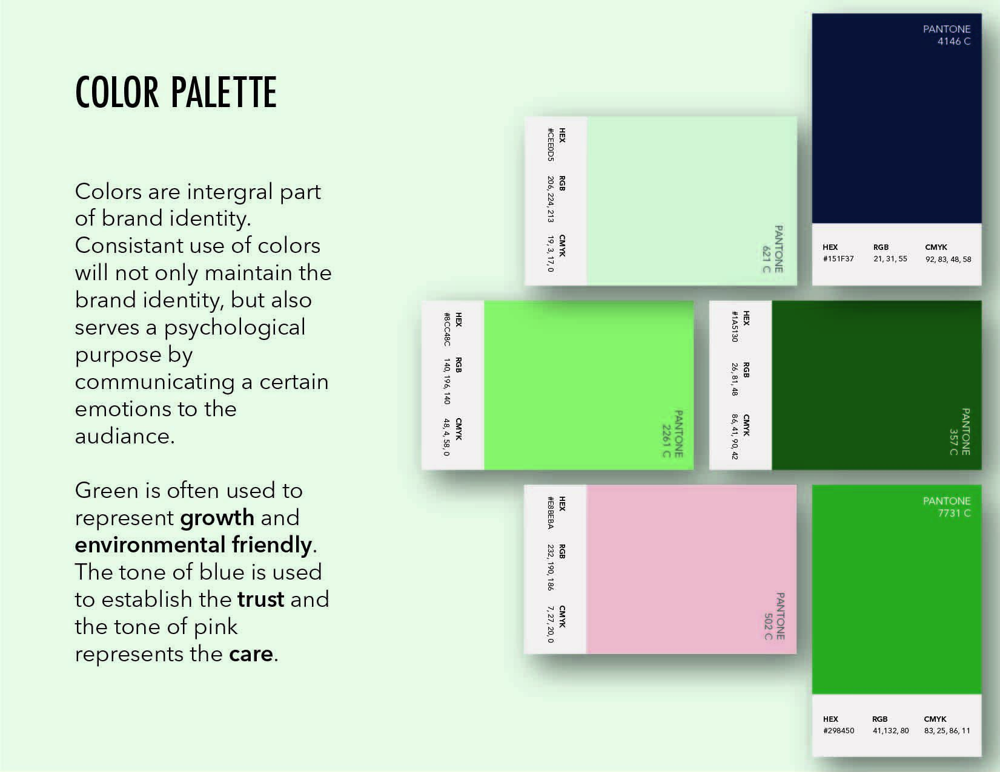 COLOR PALETTE
Colors are intergral part
of brand identity.
Consistant use of colors
will not only maintain the
brand identity, but also
serves a psychological
purpose by
communicating a certain
emotions to the
audiance.
Green is often used to
represent growth and
environmental friendly.
The tone of blue is used
to establish the trust and
the tone of pink
represents the care.
PANTONE
4146 C
HEX RGB CMYK
#151F37 21, 31, 55 92, 83, 48, 58
HEX RGB CMYK
#CEE0D5 206, 224, 213 19, 3, 17, 0
PANTONE
621 C
HEX RGB CMYK
#8CC48C 140, 196, 140 48, 4, 58, 0
PANTONE
2261 C
HEX RGB CMYK
#1A5130 26, 81, 48 86, 41, 90, 42
PANTONE
357 C
HEX RGB CMYK
#E8BEBA 232, 190, 186 7, 27, 20, 0
PANTONE
502 C
PANTONE
7731 C
HEX RGB CMYK
#298450 41,132, 80 83, 25, 86, 11